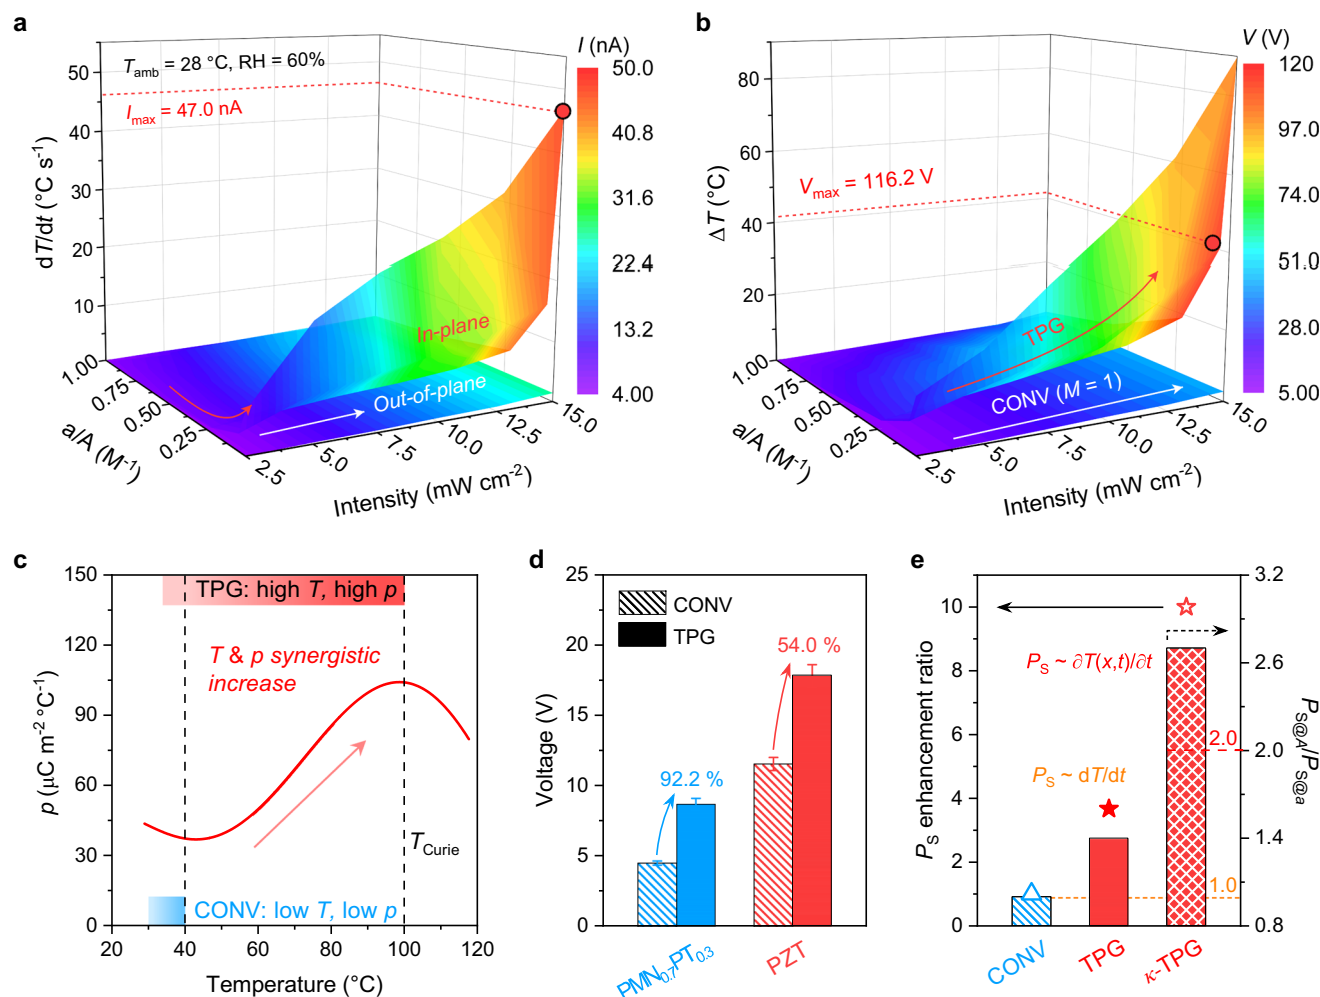 a
I (nA)
T_amb = 28 °C, RH = 60%
I_max = 47.0 nA
dT/dt (°C s⁻¹)
50
40
30
20
10
1.00
0.75
0.50
0.25
a/A (M⁻¹)
2.5
5.0
7.5
10.0
12.5
15.0
Intensity (mW cm⁻²)
In-plane
Out-of-plane
50.0
40.8
31.6
22.4
13.2
4.00
b
V (V)
V_max = 116.2 V
ΔT (°C)
80
60
40
20
1.00
0.75
0.50
0.25
a/A (M⁻¹)
2.5
5.0
7.5
10.0
12.5
15.0
Intensity (mW cm⁻²)
TPG
CONV (M = 1)
120
97.0
74.0
51.0
28.0
5.00
c
150
120
90
60
30
0
p (μC m⁻² °C⁻¹)
TPG: high T, high p
T & p synergistic
increase
T_Curie
CONV: low T, low p
20
40
60
80
100
120
Temperature (°C)
d
25
20
15
10
5
0
Voltage (V)
CONV
TPG
54.0 %
92.2 %
PMN₀.₇PT₀.₃
PZT
e
10
8
6
4
2
0
P_S enhancement ratio
3.2
2.6
2.0
1.4
0.8
P_S@A/P_S@a
P_S ~ ∂T(x,t)/∂t
2.0
P_S ~ dT/dt
1.0
CONV
TPG
κ-TPG